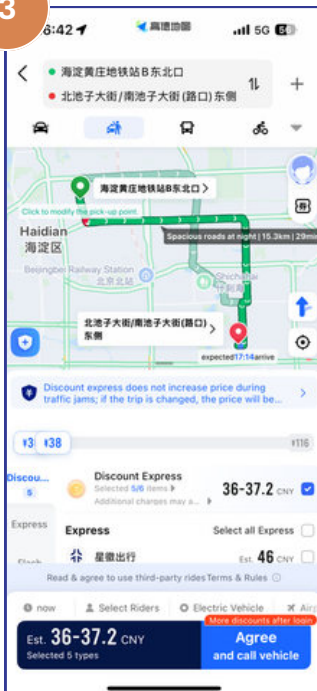 3
6:42
高德地图
5G
海淀黄庄地铁站B东北口
北池子大街/南池子大街(路口)东侧
海淀黄庄地铁站B东北口
Click to modify the pick-up point
Haidian
海淀区
Spacious roads at night | 15.3km | 29min
Beijingbei Railway Station
北京北站
Shichahai
什刹海
北池子大街/南池子大街(路口)
东侧
expected17:14arrive
Discount express does not increase price during
traffic jams; if the trip is changed, the price will be...
¥3
¥38
¥116
Discou...
5
Discount Express
Selected 5/6 items
Additional charges may a...
36-37.2 CNY
Express
Express
Select all Express
Flash
星徽出行
Est. 46 CNY
Read & agree to use third-party rides Terms & Rules
now
Select Riders
Electric Vehicle
Airp
More discounts after login
Est. 36-37.2 CNY
Selected 5 types
Agree
and call vehicle